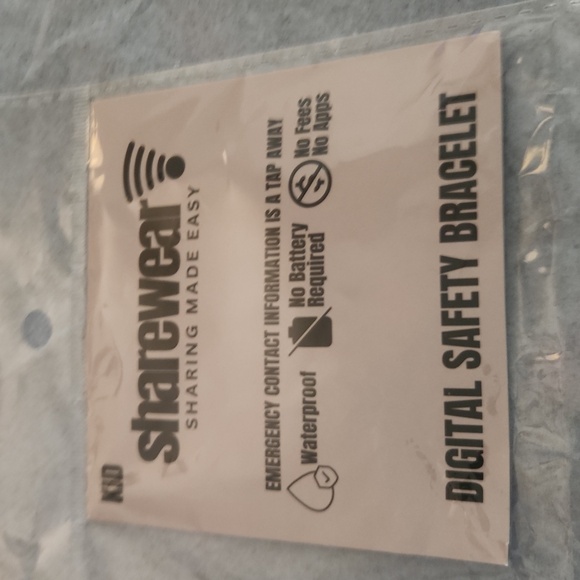 KID
sharewear
SHARING MADE EASY
EMERGENCY CONTACT INFORMATION IS A TAP AWAY
Waterproof
No Battery
Required
No Fees
No Apps
DIGITAL SAFETY BRACELET